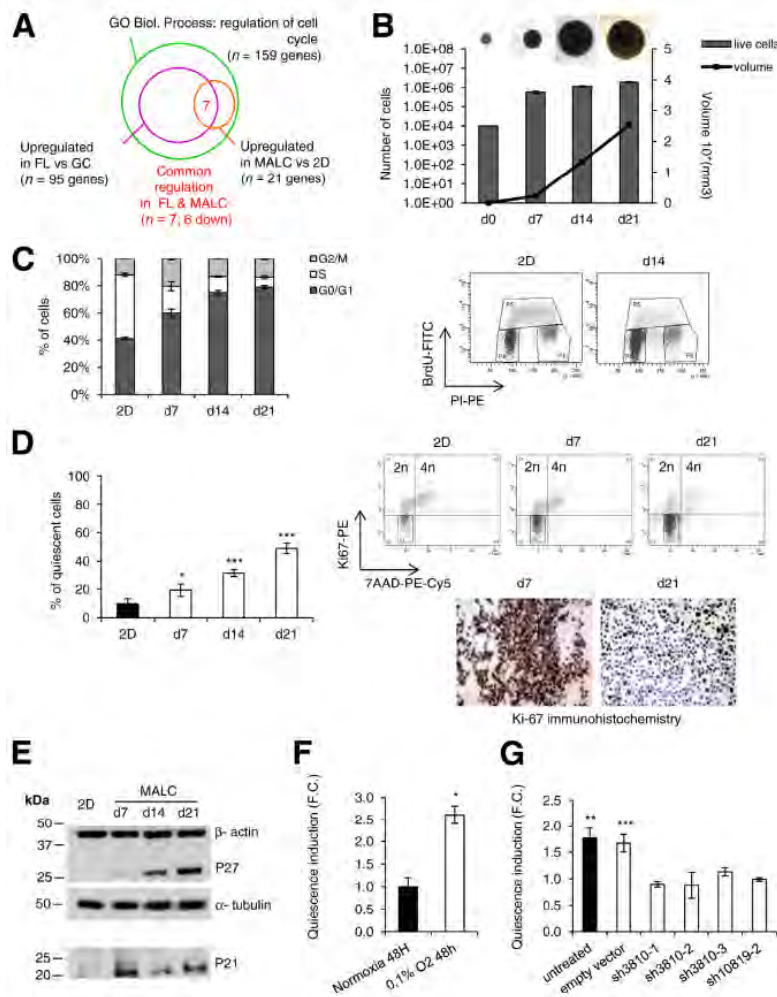 A
GO Biol. Process: regulation of cell
cycle
(n = 159 genes)
7
Upregulated
in FL vs GC
(n = 95 genes)
Upregulated
in MALC vs 2D
(n = 21 genes)
Common
regulation
in FL & MALC
(n = 7, 6 down)
B
live cells
volume
Number of cells
1.0E+08
1.0E+07
1.0E+06
1.0E+05
1.0E+04
1.0E+03
1.0E+02
1.0E+01
1.0E+00
5
4
3
2
1
0
Volume 10*(mm3)
d0 d7 d14 d21
C
% of cells
100%
80%
60%
40%
20%
0%
G2/M
S
G0/G1
2D d7 d14 d21
2D d14
BrdU-FITC
PI-PE
D
% of quiescent cells
100
80
60
40
20
0
* *** ***
2D d7 d14 d21
2D d7 d21
2n 4n 2n 4n 2n 4n
Ki67-PE
7AAD-PE-Cy5
d7 d21
Ki-67 immunohistochemistry
E
kDa
MALC
2D d7 d14 d21
50
37
25
50
25
20
β- actin
P27
α- tubulin
P21
F
Quiescence induction (F.C.)
3.0
2.5
2.0
1.5
1.0
0.5
0.0
*
Normoxia 48H
0.1% O2 48h
G
Quiescence induction (F.C.)
2.5
2.0
1.5
1.0
0.5
0.0
** ***
untreated
empty vector
sh3810-1
sh3810-2
sh3810-3
sh10819-2